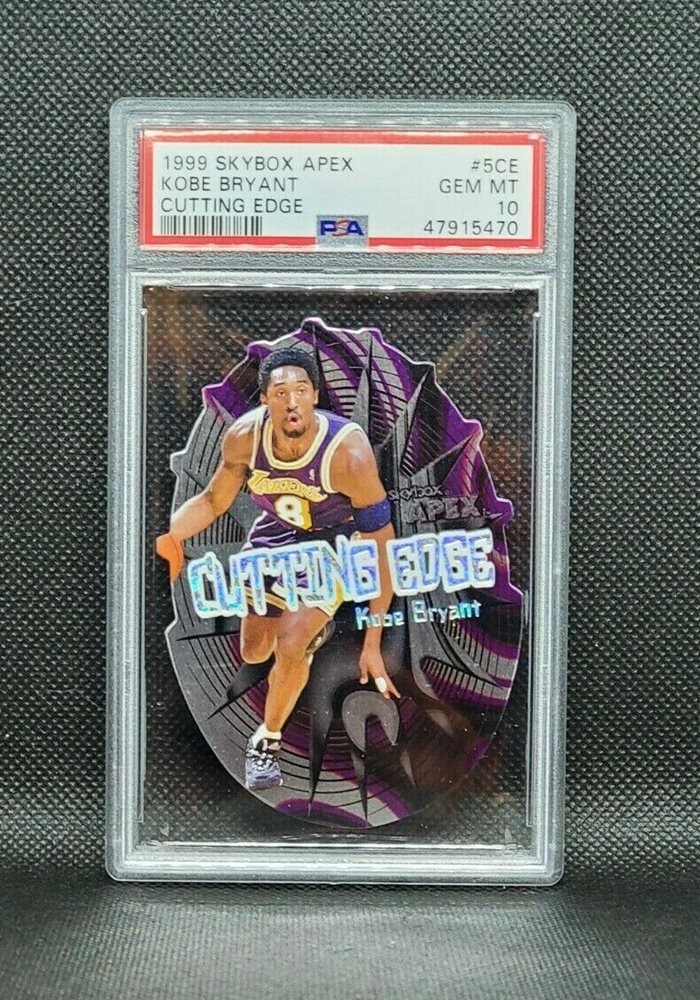 1999 SKYBOX APEX #5CE
KOBE BRYANT GEM MT
CUTTING EDGE 10
PSA 47915470
LAKERS
8
SKYBOX
APEX
CUTTING EDGE
Kobe Bryant